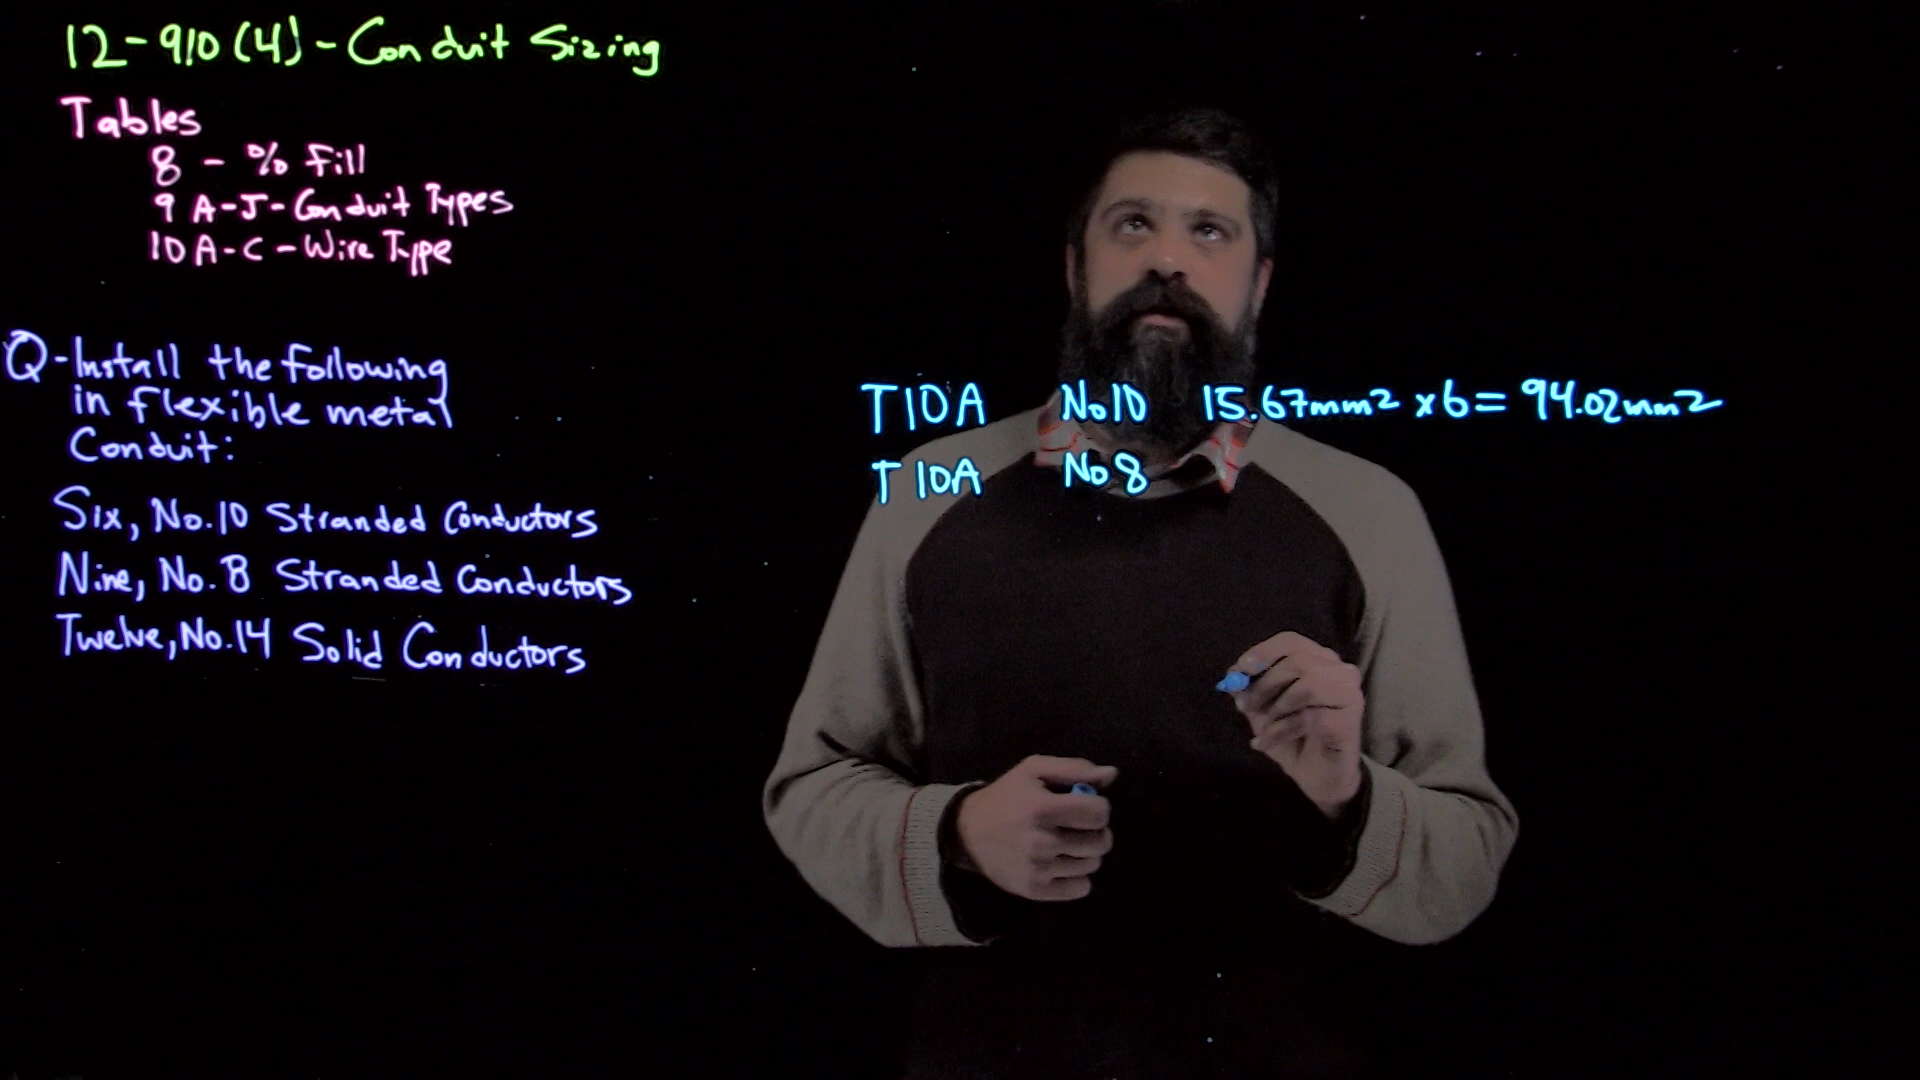 12-910(4)-Conduit Sizing
Tables
8 - % Fill
9 A-J-Conduit Types
10A-C-Wire Type
Q-Install the following
in flexible metal
Conduit:
Six, No.10 Stranded Conductors
Nine, No.8 Stranded Conductors
Twelve, No.14 Solid Conductors
T10A No10 15.67mm2 x6= 94.02mm2
T10A No8